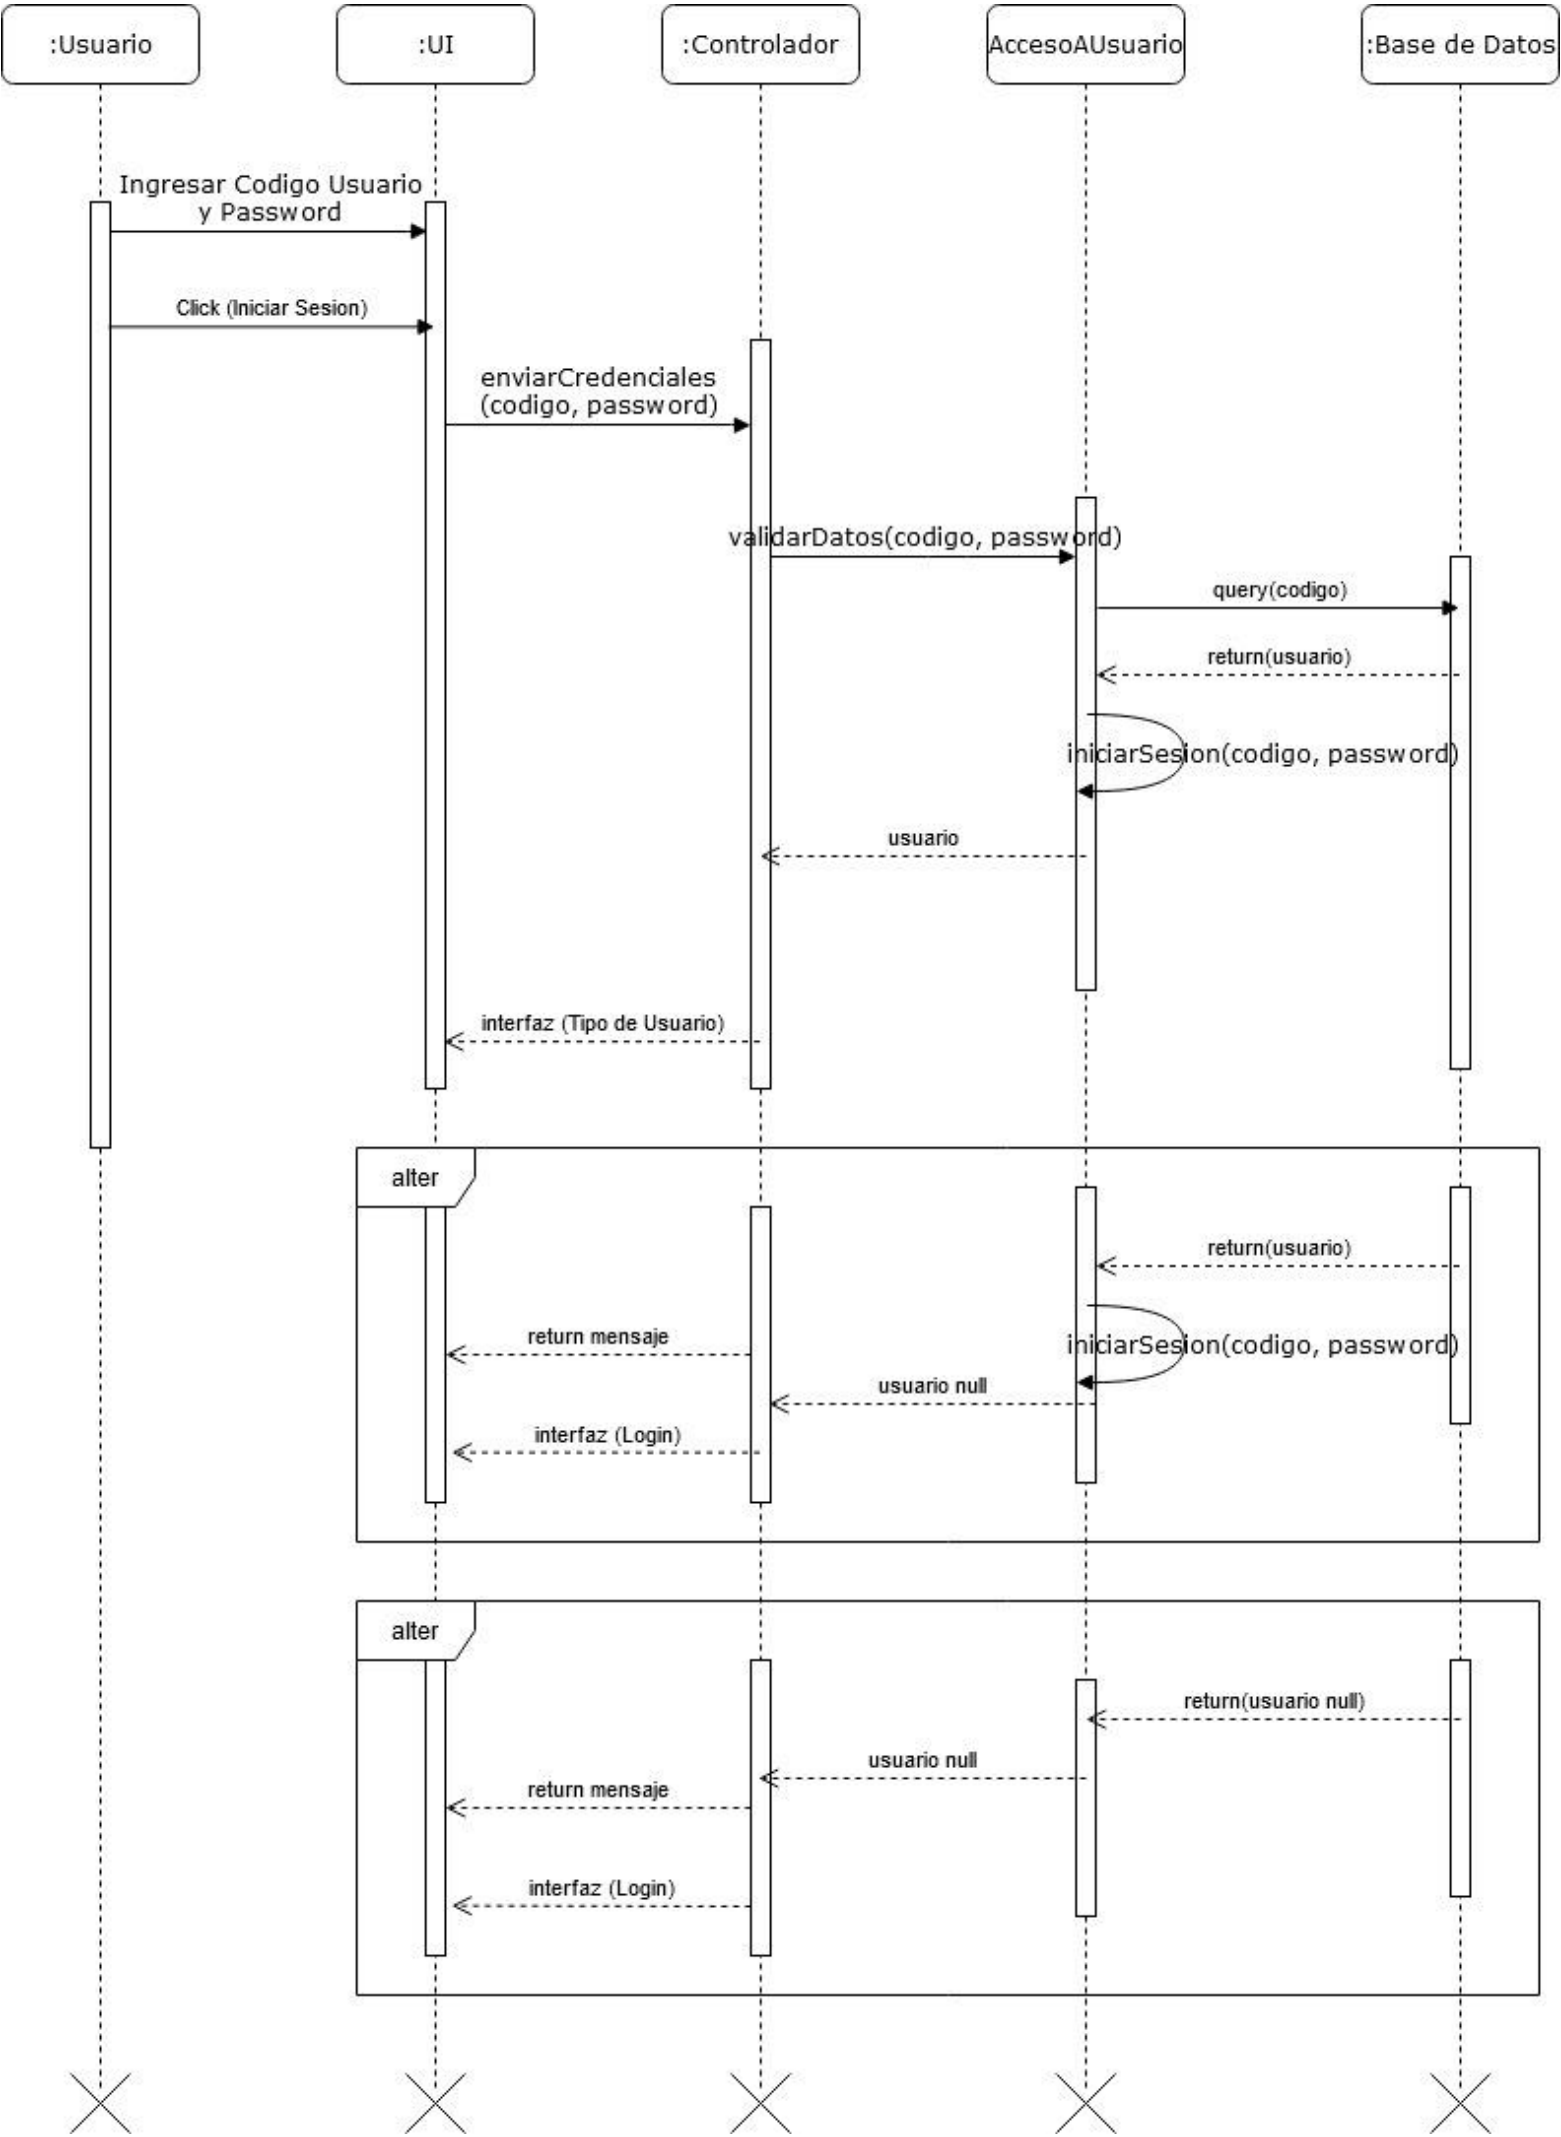 :Usuario
:UI
:Controlador
AccesoAUsuario
:Base de Datos
Ingresar Codigo Usuario
y Password
Click (Iniciar Sesion)
enviarCredenciales
(codigo, password)
validarDatos(codigo, password)
query(codigo)
return(usuario)
iniciarSesion(codigo, password)
usuario
interfaz (Tipo de Usuario)
alter
return(usuario)
return mensaje
iniciarSesion(codigo, password)
usuario null
interfaz (Login)
alter
return(usuario null)
usuario null
return mensaje
interfaz (Login)